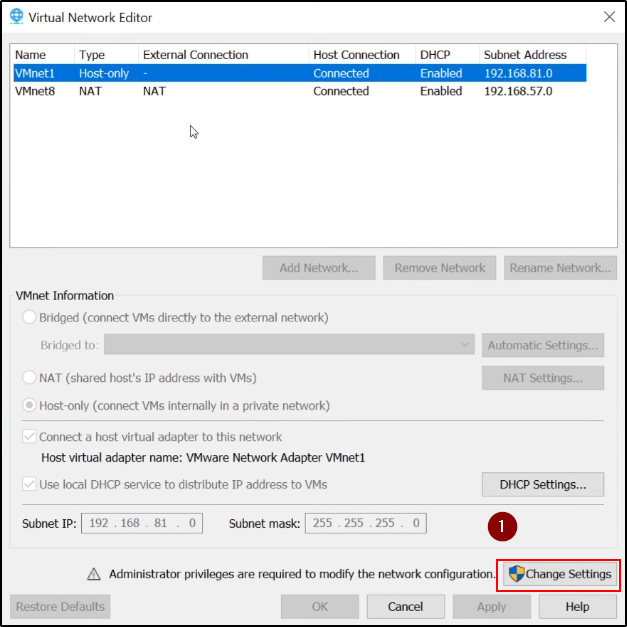 Virtual Network Editor
Name Type External Connection Host Connection DHCP Subnet Address
VMnet1 Host-only - Connected Enabled 192.168.81.0
VMnet8 NAT NAT Connected Enabled 192.168.57.0
Add Network... Remove Network Rename Network...
VMnet Information
Bridged (connect VMs directly to the external network)
Bridged to: Automatic Settings...
NAT (shared host's IP address with VMs) NAT Settings...
Host-only (connect VMs internally in a private network)
Connect a host virtual adapter to this network
Host virtual adapter name: VMware Network Adapter VMnet1
Use local DHCP service to distribute IP address to VMs DHCP Settings...
Subnet IP: 192 . 168 . 81 . 0 Subnet mask: 255 . 255 . 255 . 0 1
Administrator privileges are required to modify the network configuration. Change Settings
Restore Defaults OK Cancel Apply Help